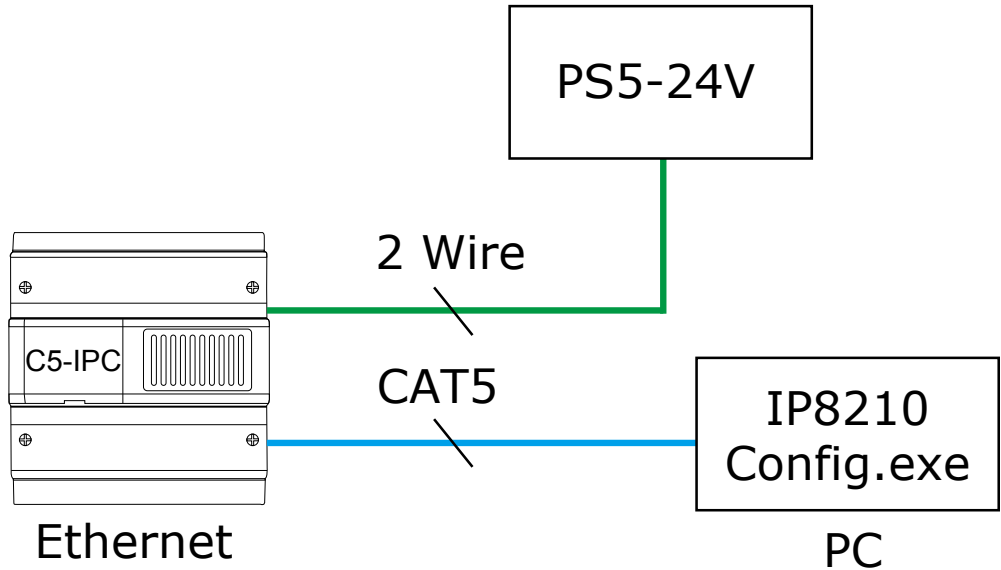 PS5-24V
2 Wire
C5-IPC
CAT5
IP8210
Config.exe
Ethernet
PC